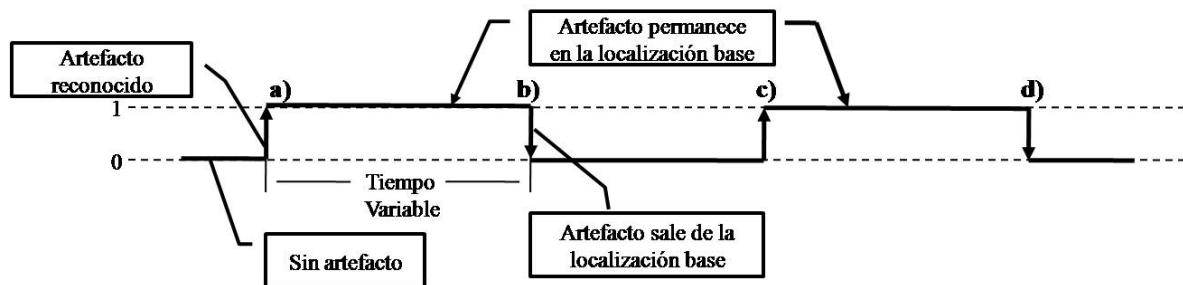 Artefacto
reconocido
Artefacto permanece
en la localización base
a)
b)
c)
d)
1
0
Tiempo
Variable
Sin artefacto
Artefacto sale de la
localización base